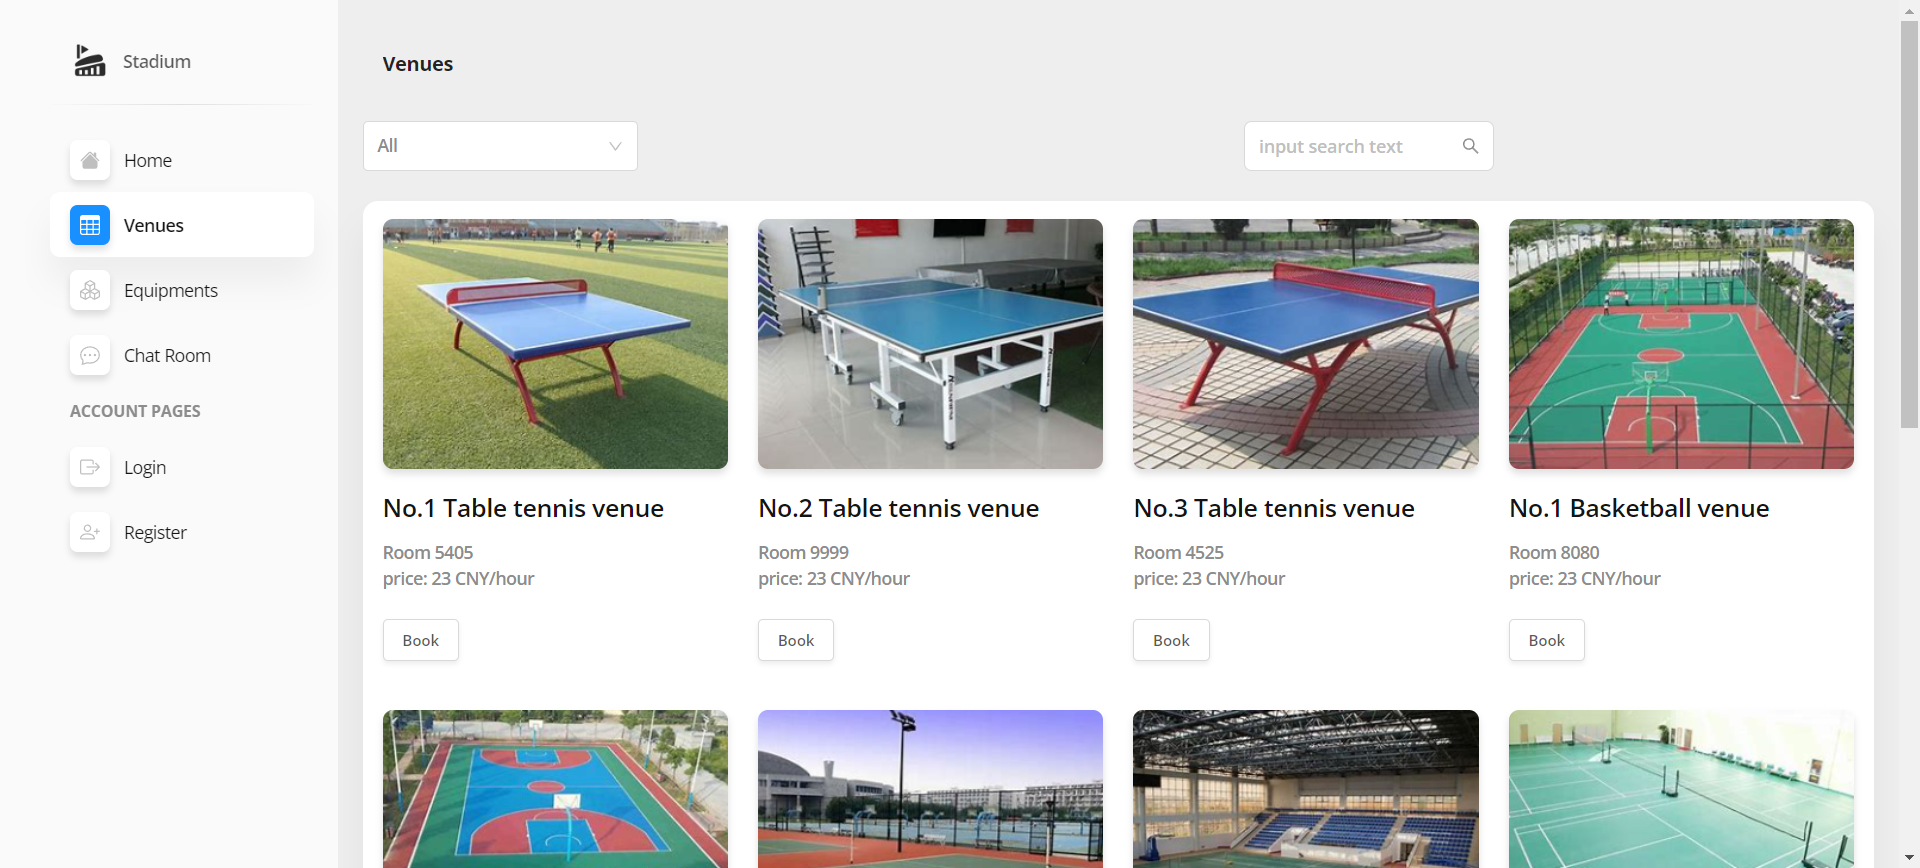 Stadium
Home
Venues
Equipments
Chat Room
ACCOUNT PAGES
Login
Register
Venues
All
input search text
No.1 Table tennis venue
Room 5405
price: 23 CNY/hour
Book
No.2 Table tennis venue
Room 9999
price: 23 CNY/hour
Book
No.3 Table tennis venue
Room 4525
price: 23 CNY/hour
Book
No.1 Basketball venue
Room 8080
price: 23 CNY/hour
Book